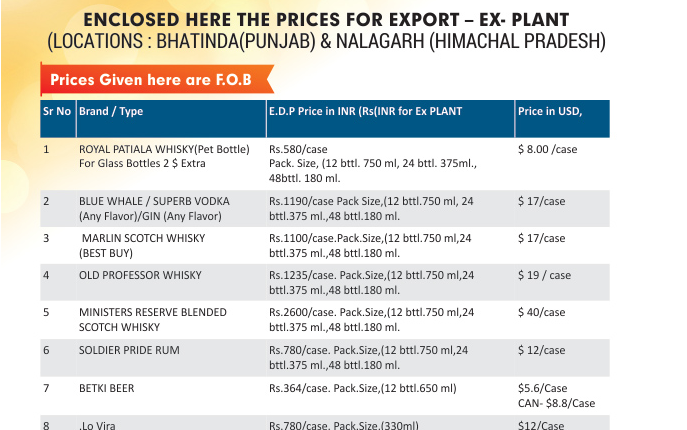 ENCLOSED HERE THE PRICES FOR EXPORT – EX- PLANT
(LOCATIONS : BHATINDA(PUNJAB) & NALAGARH (HIMACHAL PRADESH)
Prices Given here are F.O.B
Sr No Brand / Type E.D.P Price in INR (Rs(INR for Ex PLANT Price in USD,
1 ROYAL PATIALA WHISKY(Pet Bottle) Rs.580/case $ 8.00 /case
For Glass Bottles 2 $ Extra Pack. Size, (12 bttl. 750 ml, 24 bttl. 375ml.,
48bttl. 180 ml.
2 BLUE WHALE / SUPERB VODKA Rs.1190/case Pack Size,(12 bttl.750 ml, 24 $ 17/case
(Any Flavor)/GIN (Any Flavor) bttl.375 ml.,48 bttl.180 ml.
3 MARLIN SCOTCH WHISKY Rs.1100/case.Pack.Size,(12 bttl.750 ml,24 $ 17/case
(BEST BUY) bttl.375 ml.,48 bttl.180 ml.
4 OLD PROFESSOR WHISKY Rs.1235/case. Pack.Size,(12 bttl.750 ml,24 $ 19 / case
bttl.375 ml.,48 bttl.180 ml.
5 MINISTERS RESERVE BLENDED Rs.2600/case. Pack.Size,(12 bttl.750 ml,24 $ 40/case
SCOTCH WHISKY bttl.375 ml.,48 bttl.180 ml.
6 SOLDIER PRIDE RUM Rs.780/case. Pack.Size,(12 bttl.750 ml,24 $ 12/case
bttl.375 ml.,48 bttl.180 ml.
7 BETKI BEER Rs.364/case. Pack.Size,(12 bttl.650 ml) $5.6/Case
CAN- $8.8/Case
8 .Lo Vira Rs.780/case. Pack.Size.(330ml) $12/Case